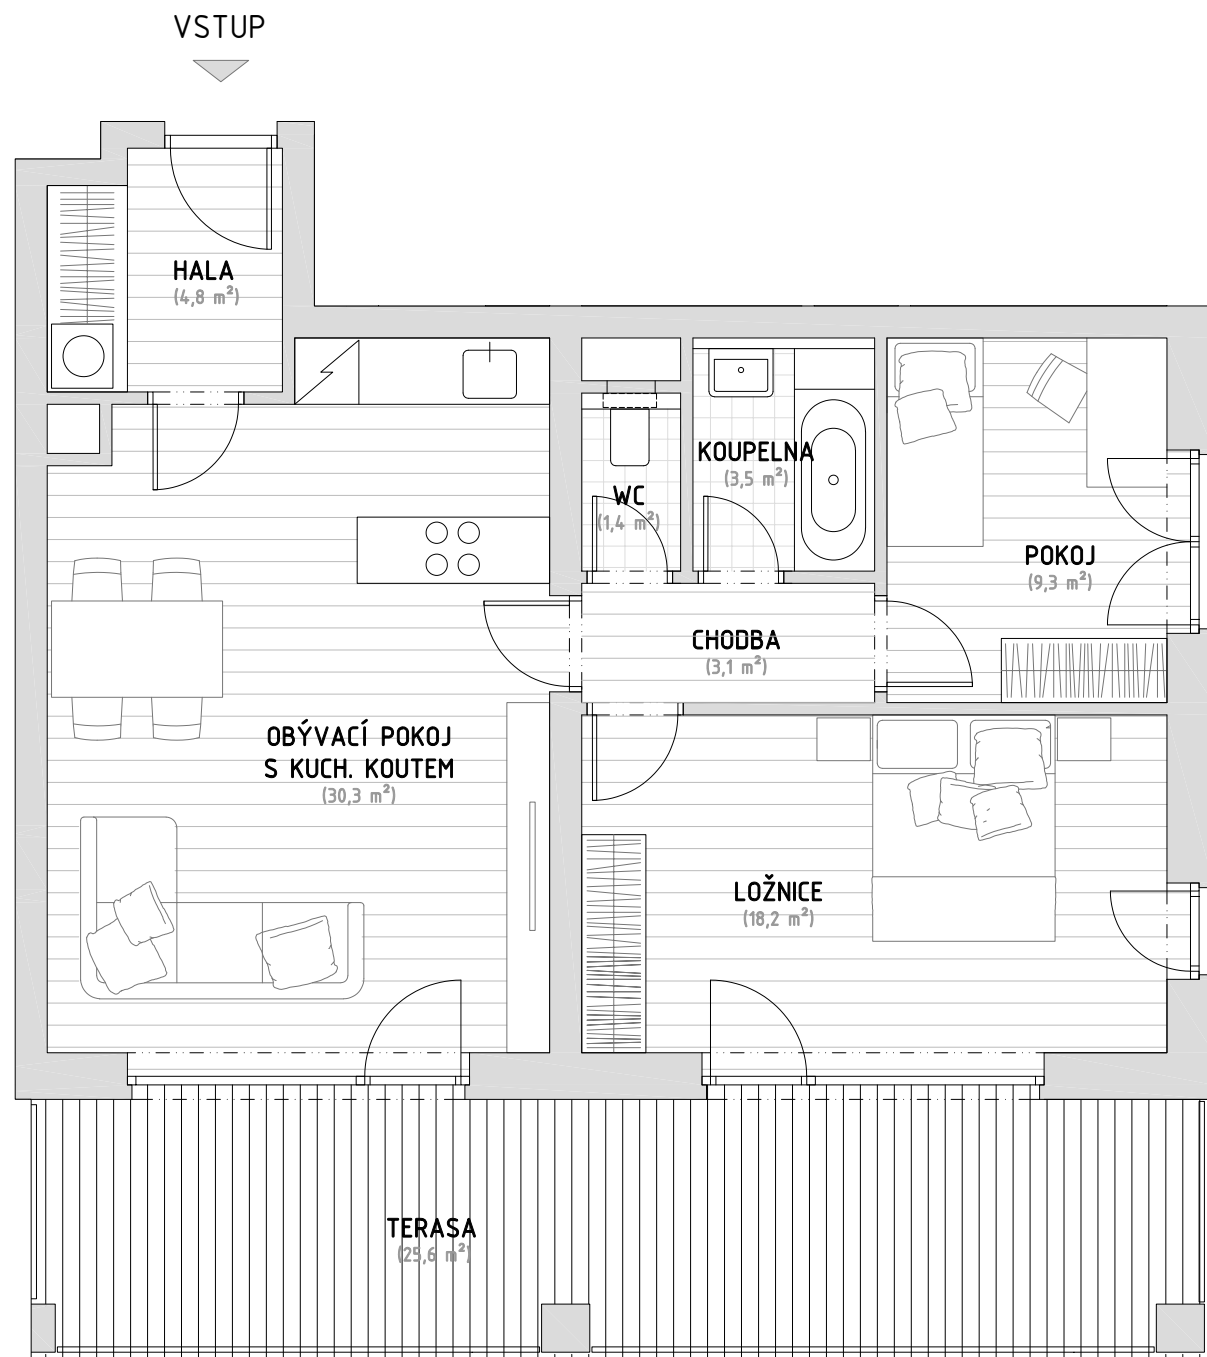 VSTUP
HALA
(4,8 m²)
KOUPELNA
(3,5 m²)
WC
(1,4 m²)
POKOJ
(9,3 m²)
CHODBA
(3,1 m²)
OBÝVACÍ POKOJ
S KUCH. KOUTEM
(30,3 m²)
LOŽNICE
(18,2 m²)
TERASA
(25,6 m²)